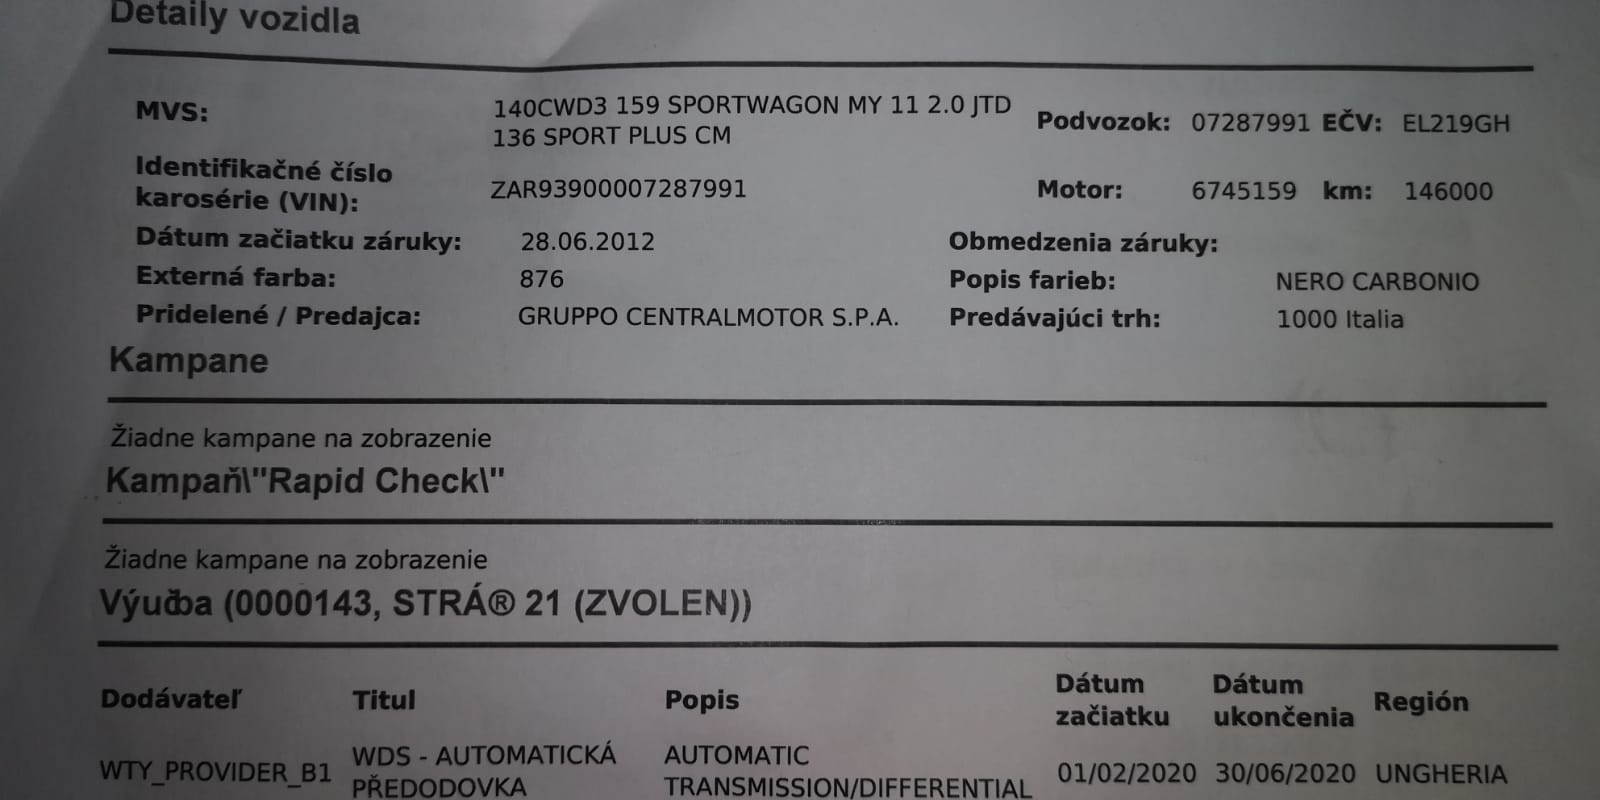 Detaily vozidla
MVS: 140CWD3 159 SPORTWAGON MY 11 2.0 JTD 136 SPORT PLUS CM Podvozok: 07287991 EČV: EL219GH
Identifikačné číslo karosérie (VIN): ZAR93900007287991 Motor: 6745159 km: 146000
Dátum začiatku záruky: 28.06.2012 Obmedzenia záruky:
Externá farba: 876 Popis farieb: NERO CARBONIO
Pridelené / Predajca: GRUPPO CENTRALMOTOR S.P.A. Predávajúci trh: 1000 Italia
Kampane
Žiadne kampane na zobrazenie
Kampaň\"Rapid Check\"
Žiadne kampane na zobrazenie
Výučba (0000143, STRÁ® 21 (ZVOLEN))
Dodávateľ Titul Popis Dátum začiatku Dátum ukončenia Región
WTY_PROVIDER_B1 WDS - AUTOMATICKÁ PŘEDODOVKA AUTOMATIC TRANSMISSION/DIFFERENTIAL 01/02/2020 30/06/2020 UNGHERIA